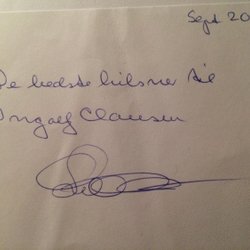 Sept 20
De bedste hilsner til
Ingolf Clausen